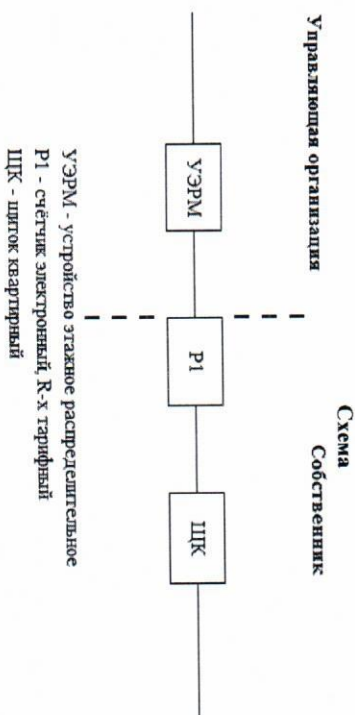 Схема
Управляющая организация
Собственник
УЭРМ
Р1
ЩК
УЭРМ - устройство этажное распределительное
Р1 - счётчик электронный, R-х тарифный
ЩК - щиток квартирный